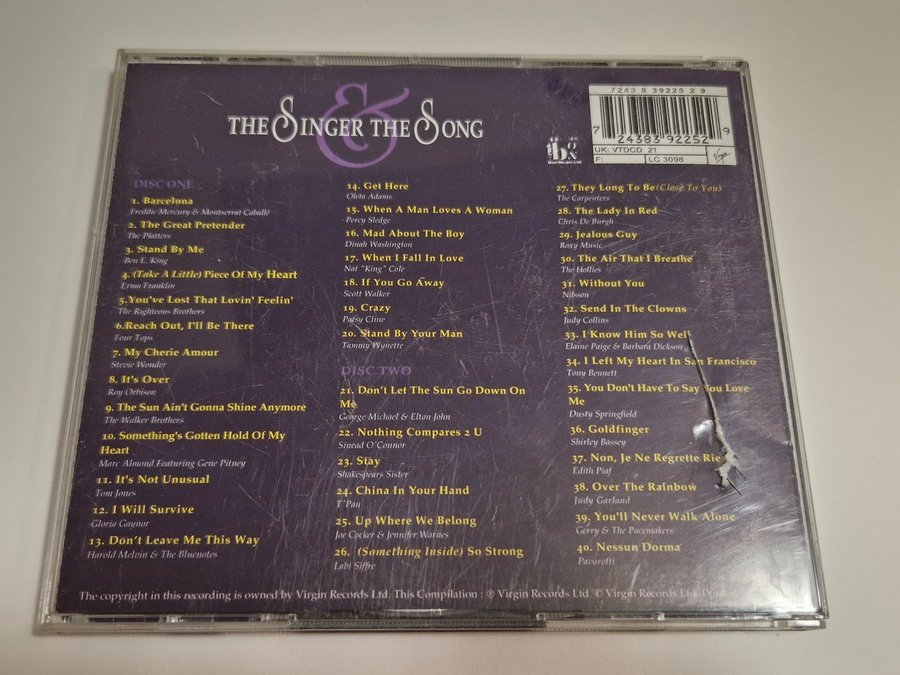 &
THE SINGER THE SONG
7243 8 39225 2 9
7 24383 92252 9
UK: VTDCD 21
F: LC 3098
Virgin
box
DISC ONE
1. Barcelona
Freddie Mercury & Montserrat Caballé
2. The Great Pretender
The Platters
3. Stand By Me
Ben E. King
4. (Take A Little) Piece Of My Heart
Erma Franklin
5. You've Lost That Lovin' Feelin'
The Righteous Brothers
6. Reach Out, I'll Be There
Four Tops
7. My Cherie Amour
Stevie Wonder
8. It's Over
Roy Orbison
9. The Sun Ain't Gonna Shine Anymore
The Walker Brothers
10. Something's Gotten Hold Of My
Heart
Marc Almond Featuring Gene Pitney
11. It's Not Unusual
Tom Jones
12. I Will Survive
Gloria Gaynor
13. Don't Leave Me This Way
Harold Melvin & The Bluenotes
14. Get Here
Oleta Adams
15. When A Man Loves A Woman
Percy Sledge
16. Mad About The Boy
Dinah Washington
17. When I Fall In Love
Nat "King" Cole
18. If You Go Away
Scott Walker
19. Crazy
Patsy Cline
20. Stand By Your Man
Tammy Wynette
DISC TWO
21. Don't Let The Sun Go Down On
Me
George Michael & Elton John
22. Nothing Compares 2 U
Sinead O'Connor
23. Stay
Shakespears Sister
24. China In Your Hand
T'Pau
25. Up Where We Belong
Joe Cocker & Jennifer Warnes
26. (Something Inside) So Strong
Labi Siffre
27. They Long To Be (Close To You)
The Carpenters
28. The Lady In Red
Chris De Burgh
29. Jealous Guy
Roxy Music
30. The Air That I Breathe
The Hollies
31. Without You
Nilsson
32. Send In The Clowns
Judy Collins
33. I Know Him So Well
Elaine Paige & Barbara Dickson
34. I Left My Heart In San Francisco
Tony Bennett
35. You Don't Have To Say You Love
Me
Dusty Springfield
36. Goldfinger
Shirley Bassey
37. Non, Je Ne Regrette Rien
Edith Piaf
38. Over The Rainbow
Judy Garland
39. You'll Never Walk Alone
Gerry & The Pacemakers
40. Nessun Dorma
Pavarotti
The copyright in this recording is owned by Virgin Records Ltd. This Compilation : ℗ Virgin Records Ltd. © Virgin Records Ltd.